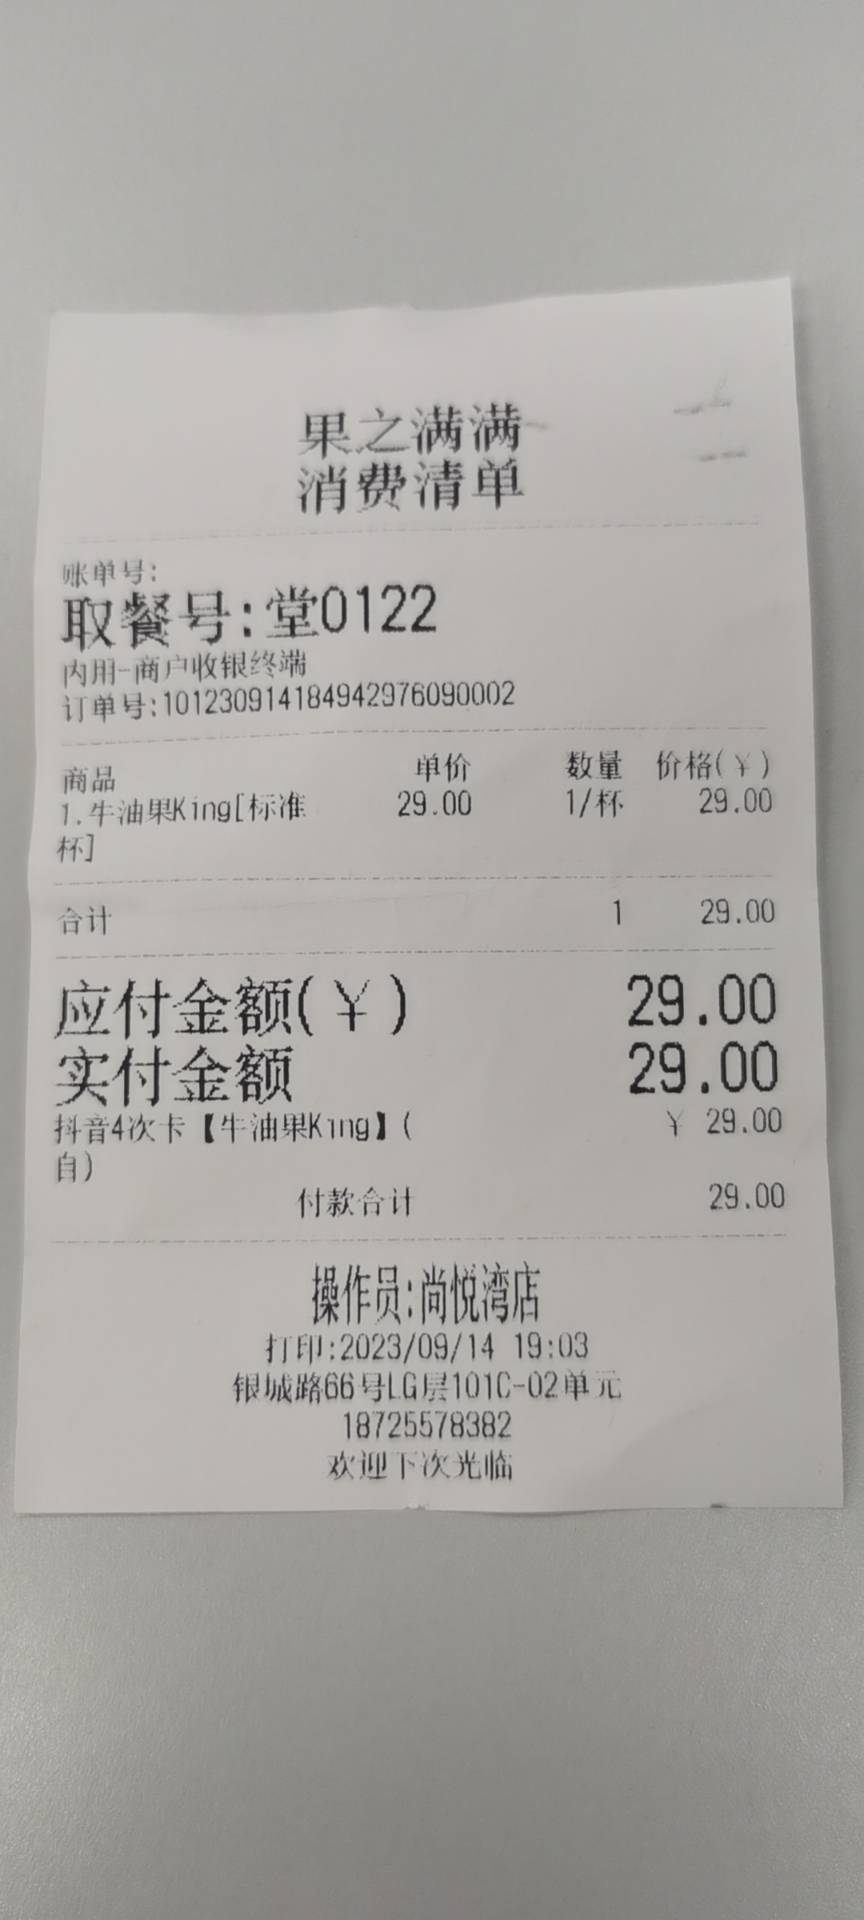 果之满满
消费清单
账单号:
取餐号:堂0122
内用-商户收银终端
订单号:101230914184942976090002
商品 单价 数量 价格(¥)
1.牛油果King[标准 29.00 1/杯 29.00
杯]
合计 1 29.00
应付金额(¥) 29.00
实付金额 29.00
抖音4次卡【牛油果King】( ¥ 29.00
自)
付款合计 29.00
操作员:尚悦湾店
打印:2023/09/14 19:03
银城路66号LG层101C-02单元
18725578382
欢迎下次光临